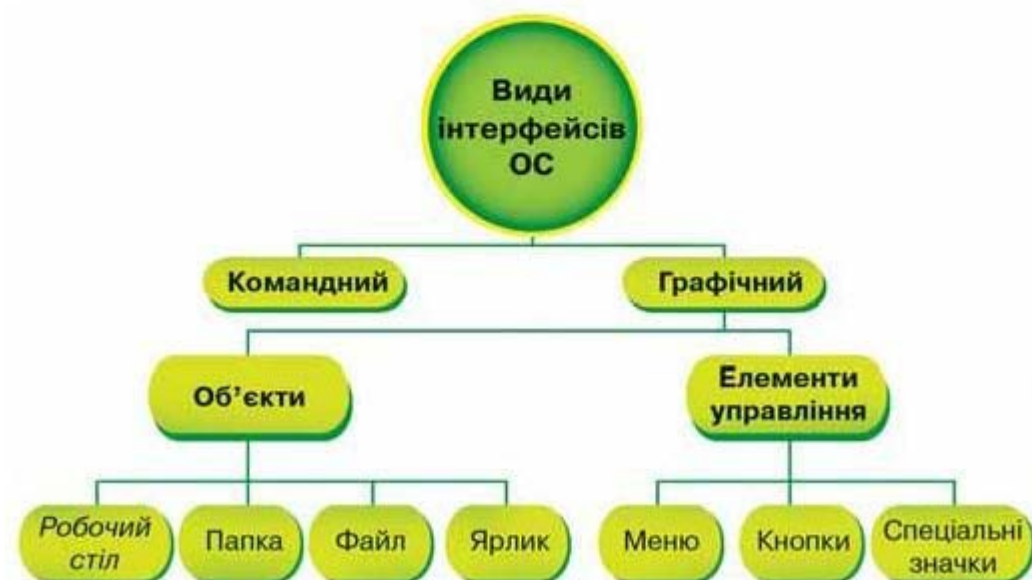 Види
інтерфейсів
ОС
Командний
Графічний
Об’єкти
Елементи
управління
Робочий
стіл
Папка
Файл
Ярлик
Меню
Кнопки
Спеціальні
значки